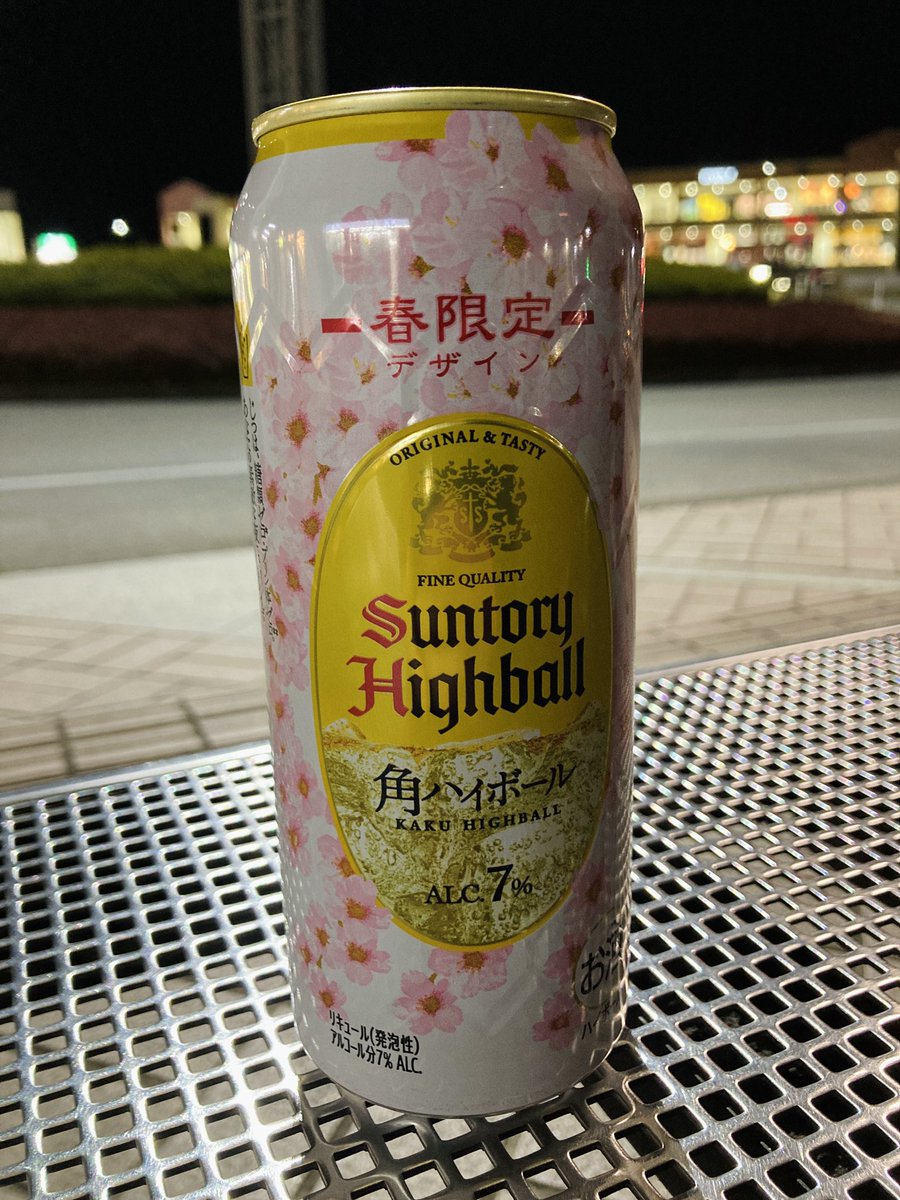 春限定
デザイン
ORIGINAL & TASTY
FINE QUALITY
Suntory
Highball
角ハイボール
KAKU HIGHBALL
ALC.7%
お酒
リキュール(発泡性)
アルコール分7% ALC.